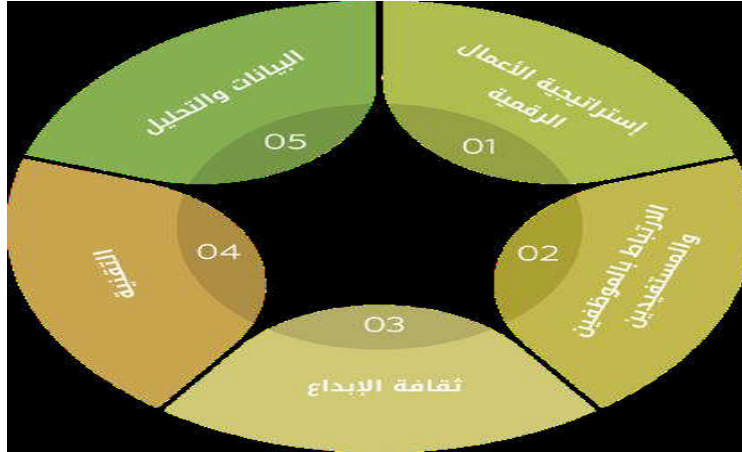 01
إستراتيجية الأعمال
الرقمية
02
الارتباط بالموظفين
والمستفيدين
03
ثقافة الإبداع
04
التقنية
05
البيانات والتحليل